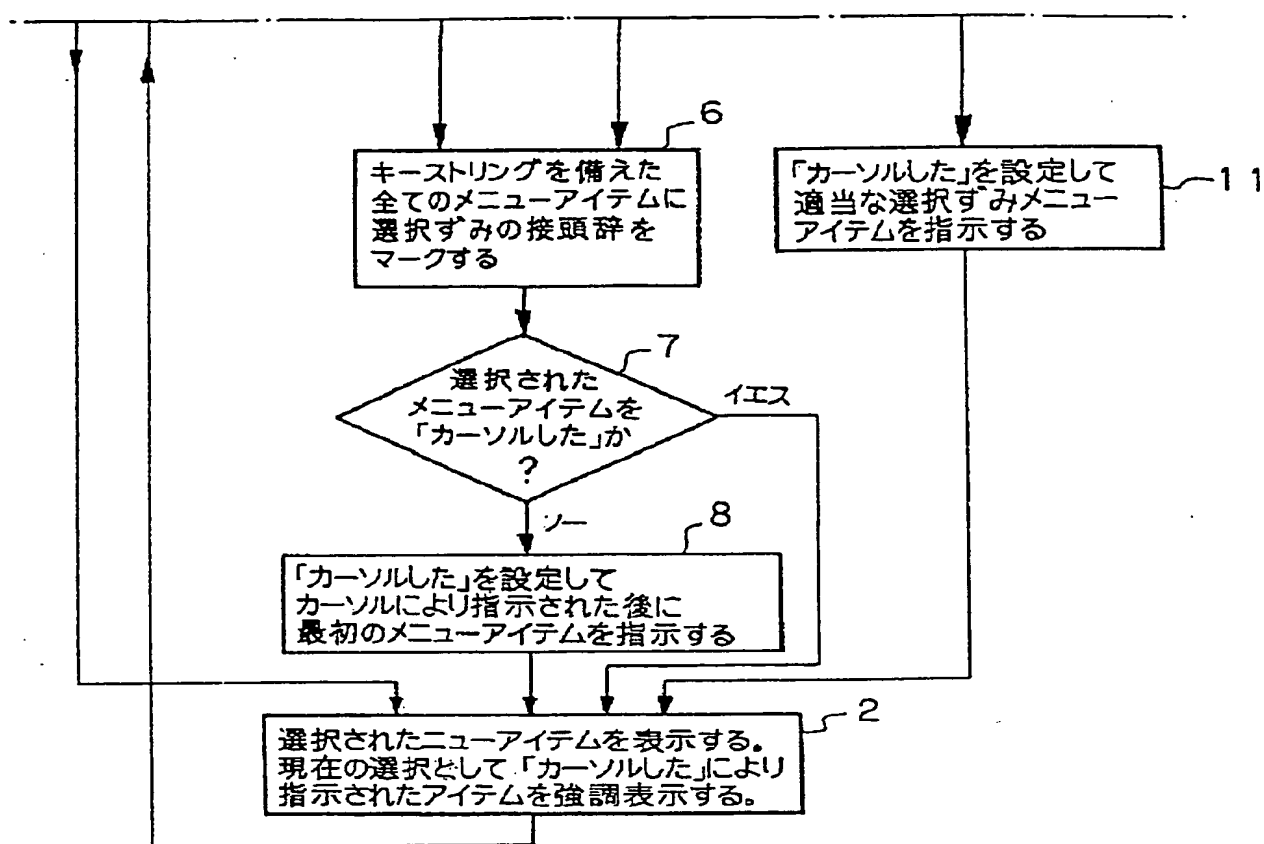 6
キーストリングを備えた
全てのメニューアイテムに
選択ずみの接頭辞を
マークする
「カーソルした」を設定して
適当な選択ずみメニュー
アイテムを指示する
11
7
選択された
メニューアイテムを
「カーソルした」か
?
イエス
ノー
8
「カーソルした」を設定して
カーソルにより指示された後に
最初のメニューアイテムを指示する
2
選択されたニューアイテムを表示する。
現在の選択として「カーソルした」により
指示されたアイテムを強調表示する。